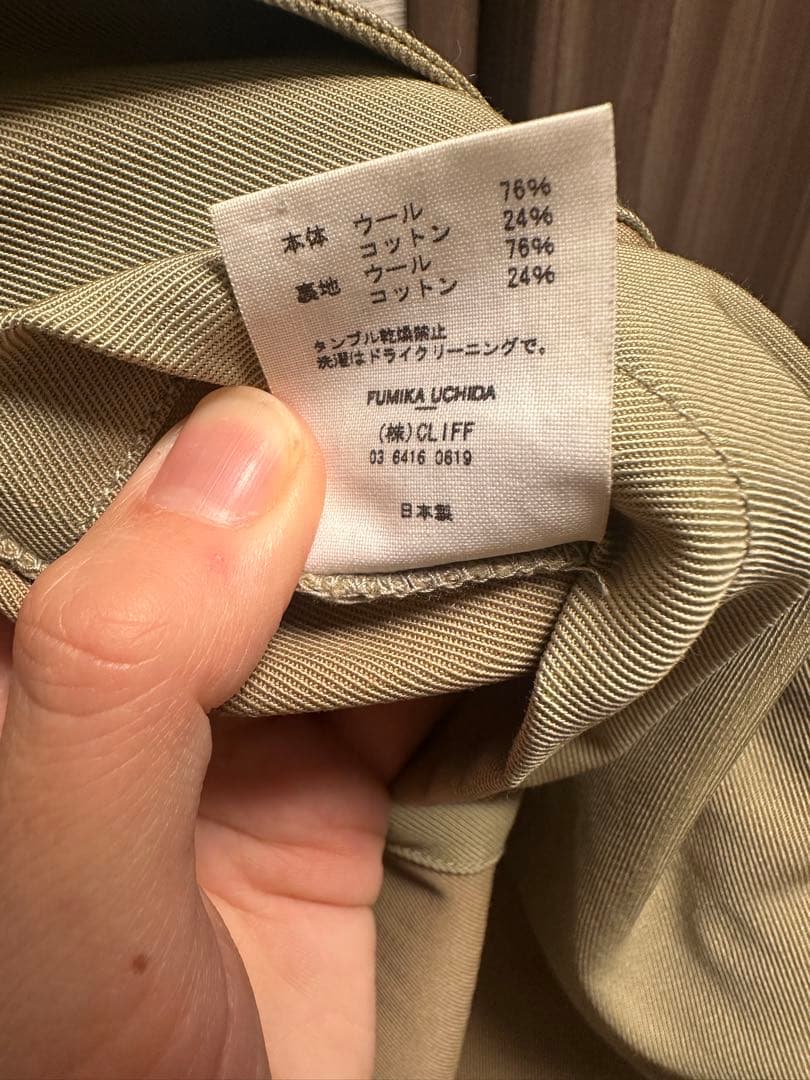 本体 ウール 76%
コットン 24%
裏地 ウール 76%
コットン 24%
タンブル乾燥禁止
洗濯はドライクリーニングで。
FUMIKA_UCHIDA
(株)CLIFF
03 6416 0619
日本製